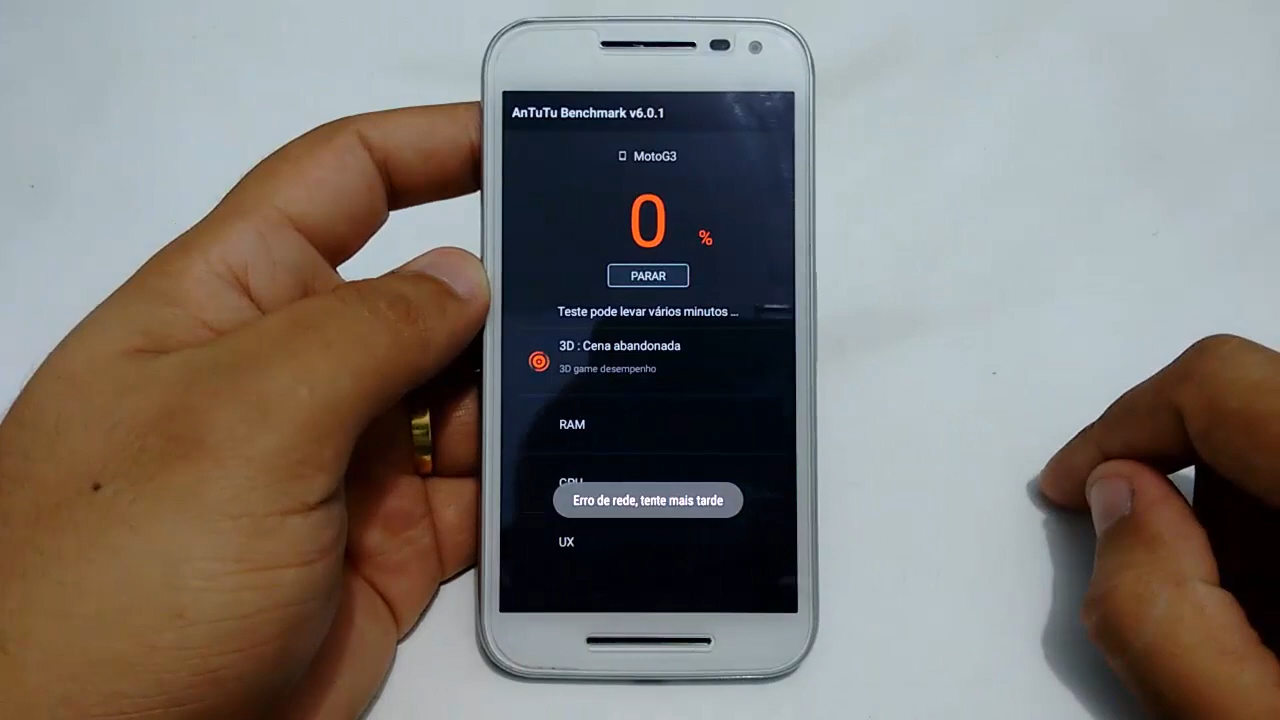 AnTuTu Benchmark v6.0.1
MotoG3
0 %
PARAR
Teste pode levar vários minutos ...
3D : Cena abandonada
3D game desempenho
RAM
CPU
Erro de rede, tente mais tarde
UX